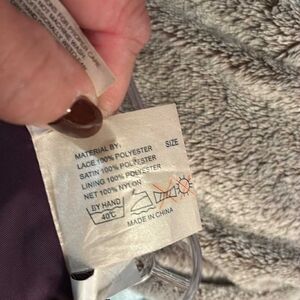 MATERIAL BY:
LACE 100% POLYESTER
SATIN 100% POLYESTER
LINING 100% POLYESTER
NET 100% NYLON
SIZE
BY HAND
40℃
MADE IN CHINA